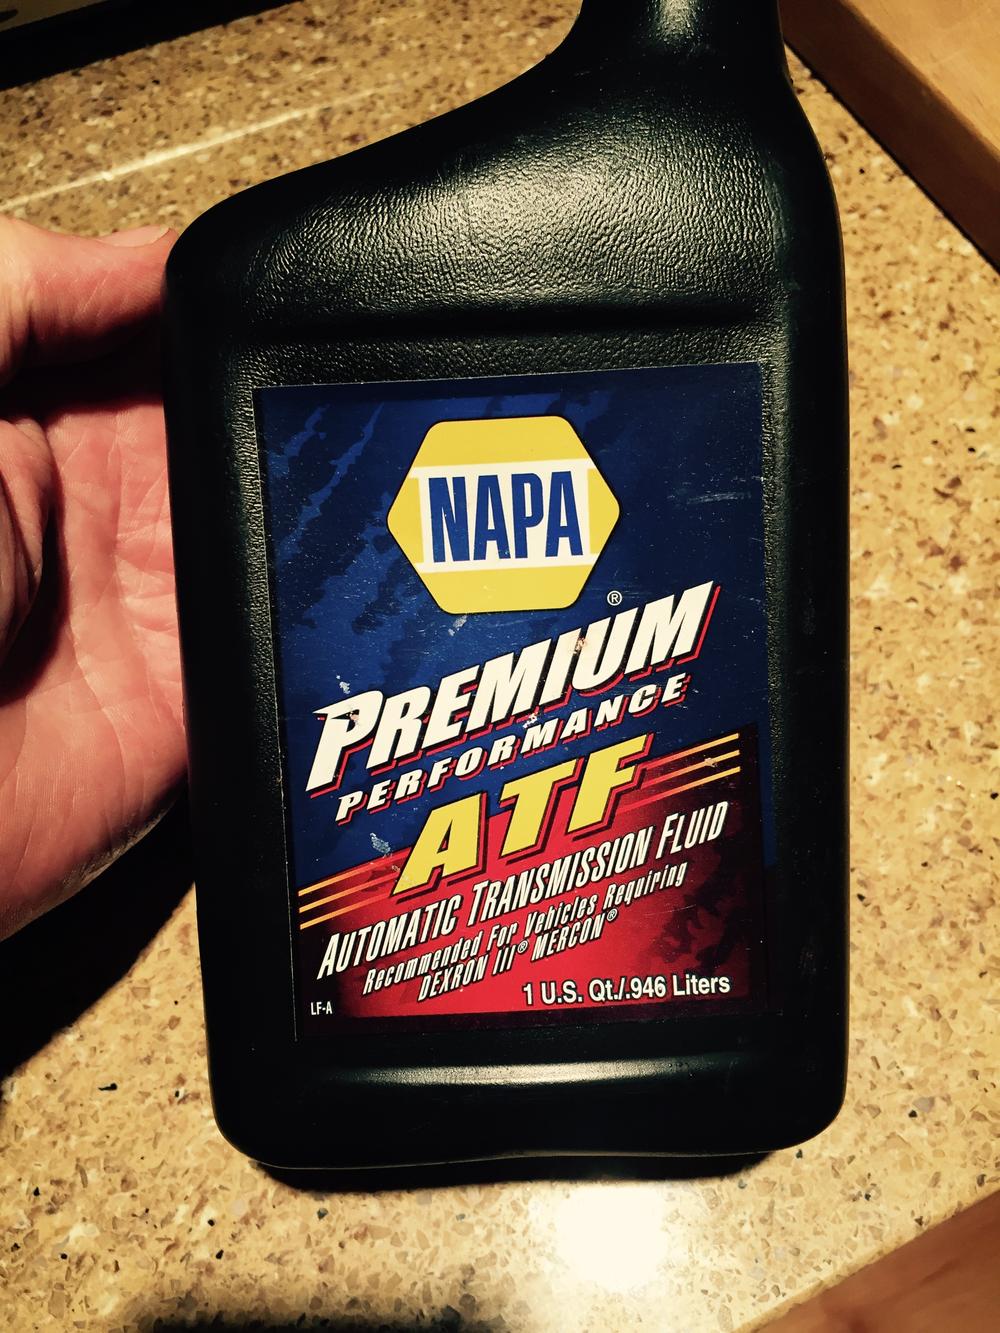 NAPA
®
PREMIUM
PERFORMANCE
ATF
AUTOMATIC TRANSMISSION FLUID
Recommended For Vehicles Requiring
DEXRON III® MERCON®
1 U.S. Qt./.946 Liters
LF-A